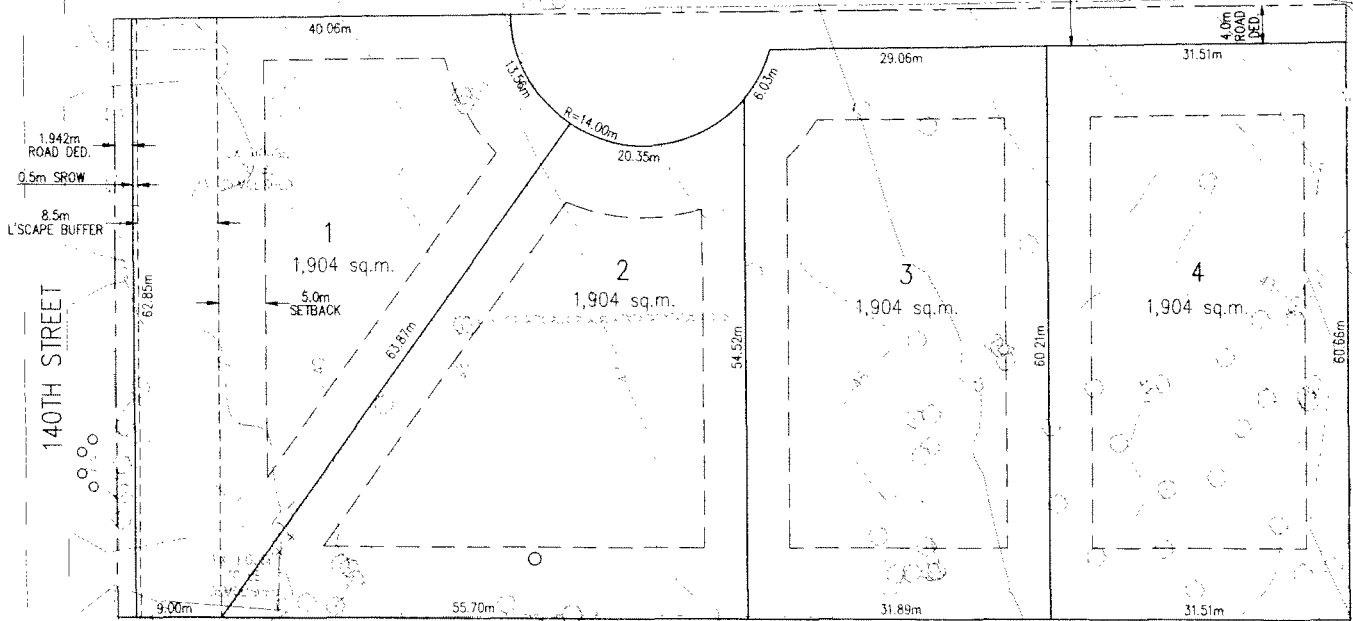 40.06m
4.0m
ROAD
DED.
29.06m
31.51m
13.56m
6.03m
R=14.00m
20.35m
1.942m
ROAD DED.
0.5m SROW
8.5m
L'SCAPE BUFFER
1
1,904 sq.m.
2
1,904 sq.m.
3
1,904 sq.m.
4
1,904 sq.m.
62.85m
5.0m
SETBACK
140TH STREET
63.87m
54.52m
60.21m
60.66m
9.00m
55.70m
31.89m
31.51m